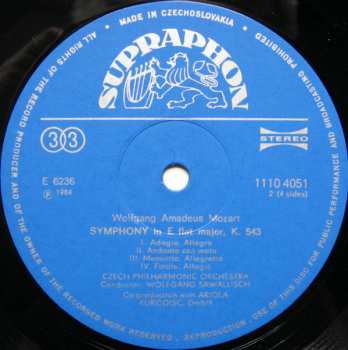 MADE IN CZECHOSLOVAKIA
ALL RIGHTS OF THE RECORD PRODUCER AND OF THE OWNER OF THE RECORDED WORK RESERVED . REPRODUCTION. USE OF THIS RECORD FOR PUBLIC PERFORMANCE AND BROADCASTING PROHIBITED
SUPRAPHON
33
STEREO
E 6236
1110 4051
℗ 1984
2 (4 sides)
Wolfgang Amadeus Mozart
SYMPHONY in E flat major, K. 543
I. Adagio. Allegro
II. Andante con moto
III. Menuetto. Allegretto
IV. Finale. Allegro
CZECH PHILHARMONIC ORCHESTRA
Conductor: WOLFGANG SAWALLISCH
Co-production with ARIOLA
EURODISC, GmbH